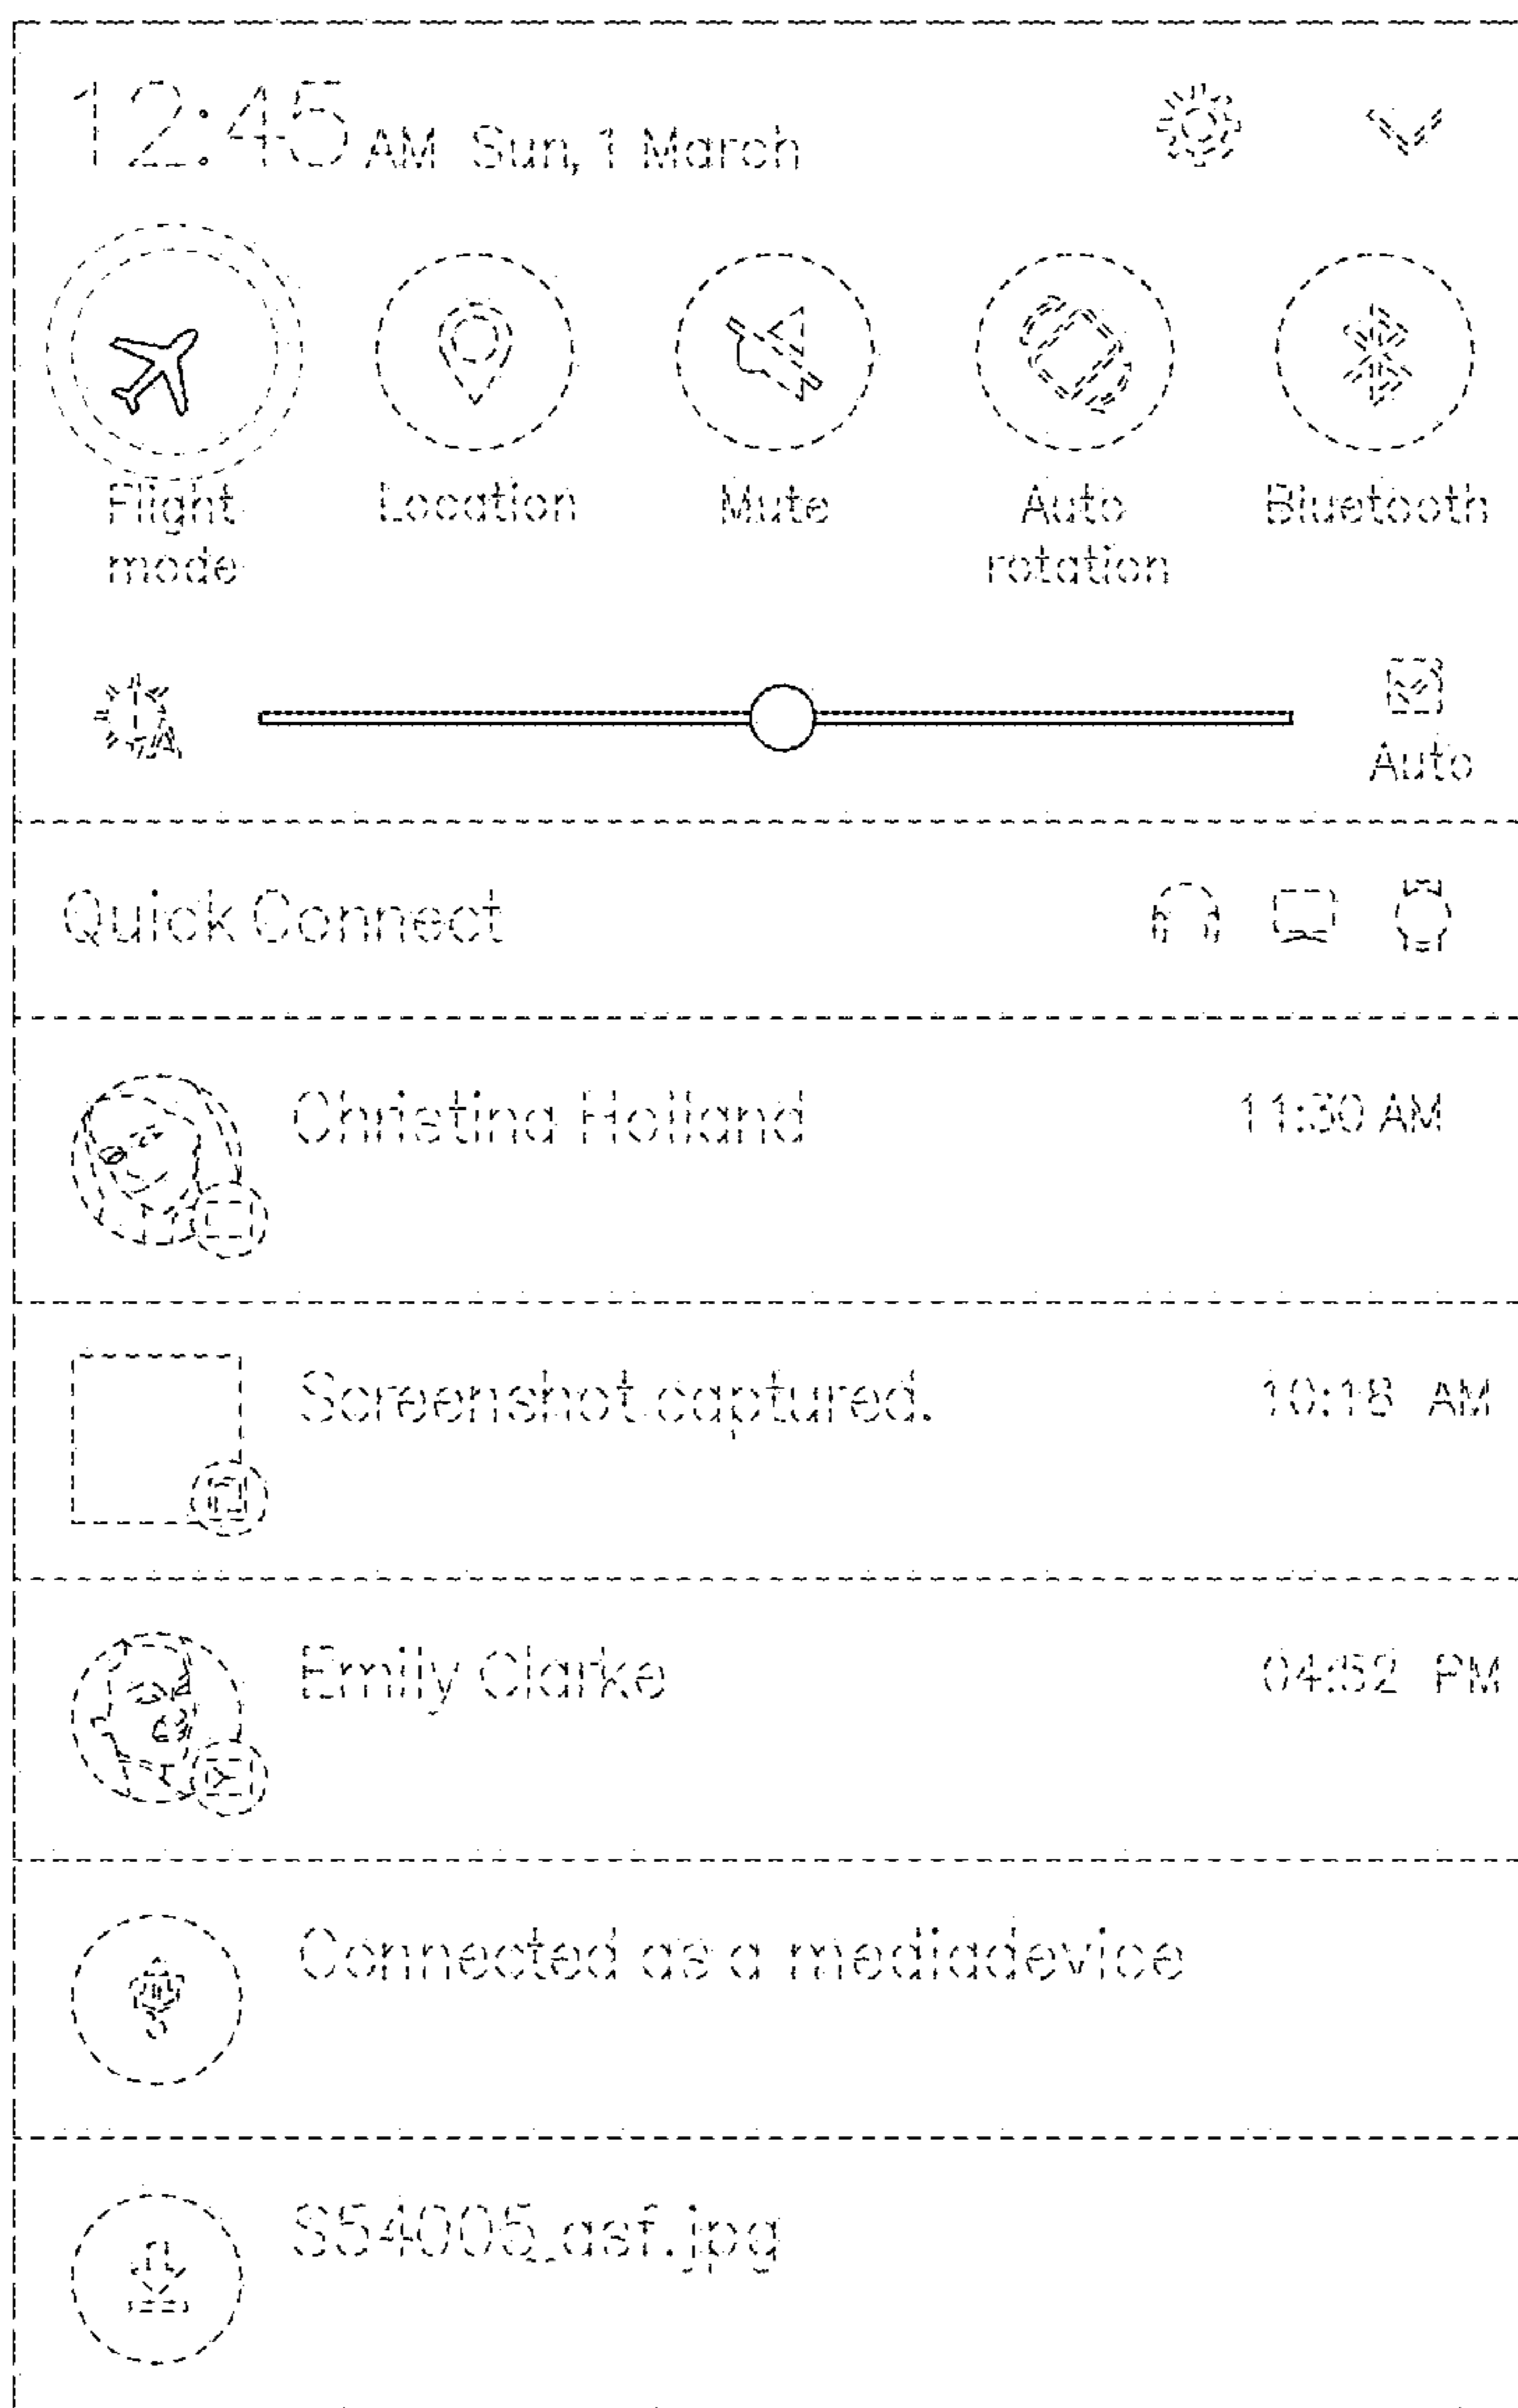 12:45 AM Sun, 1 March
Flight mode
Location
Mute
Auto rotation
Bluetooth
A
Auto
Quick Connect
Christina Holland 11:30 AM
Screenshot captured. 10:18 AM
Emily Clarke 04:52 PM
Connected as a mediadevice
S54005_asf.jpg